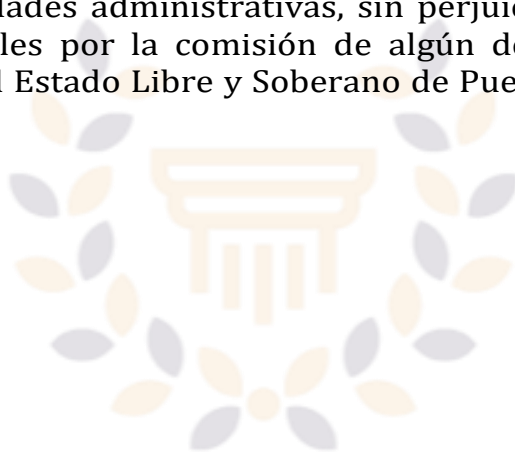 dades administrativas, sin perjuic
les por la comisión de algún de
l Estado Libre y Soberano de Pue